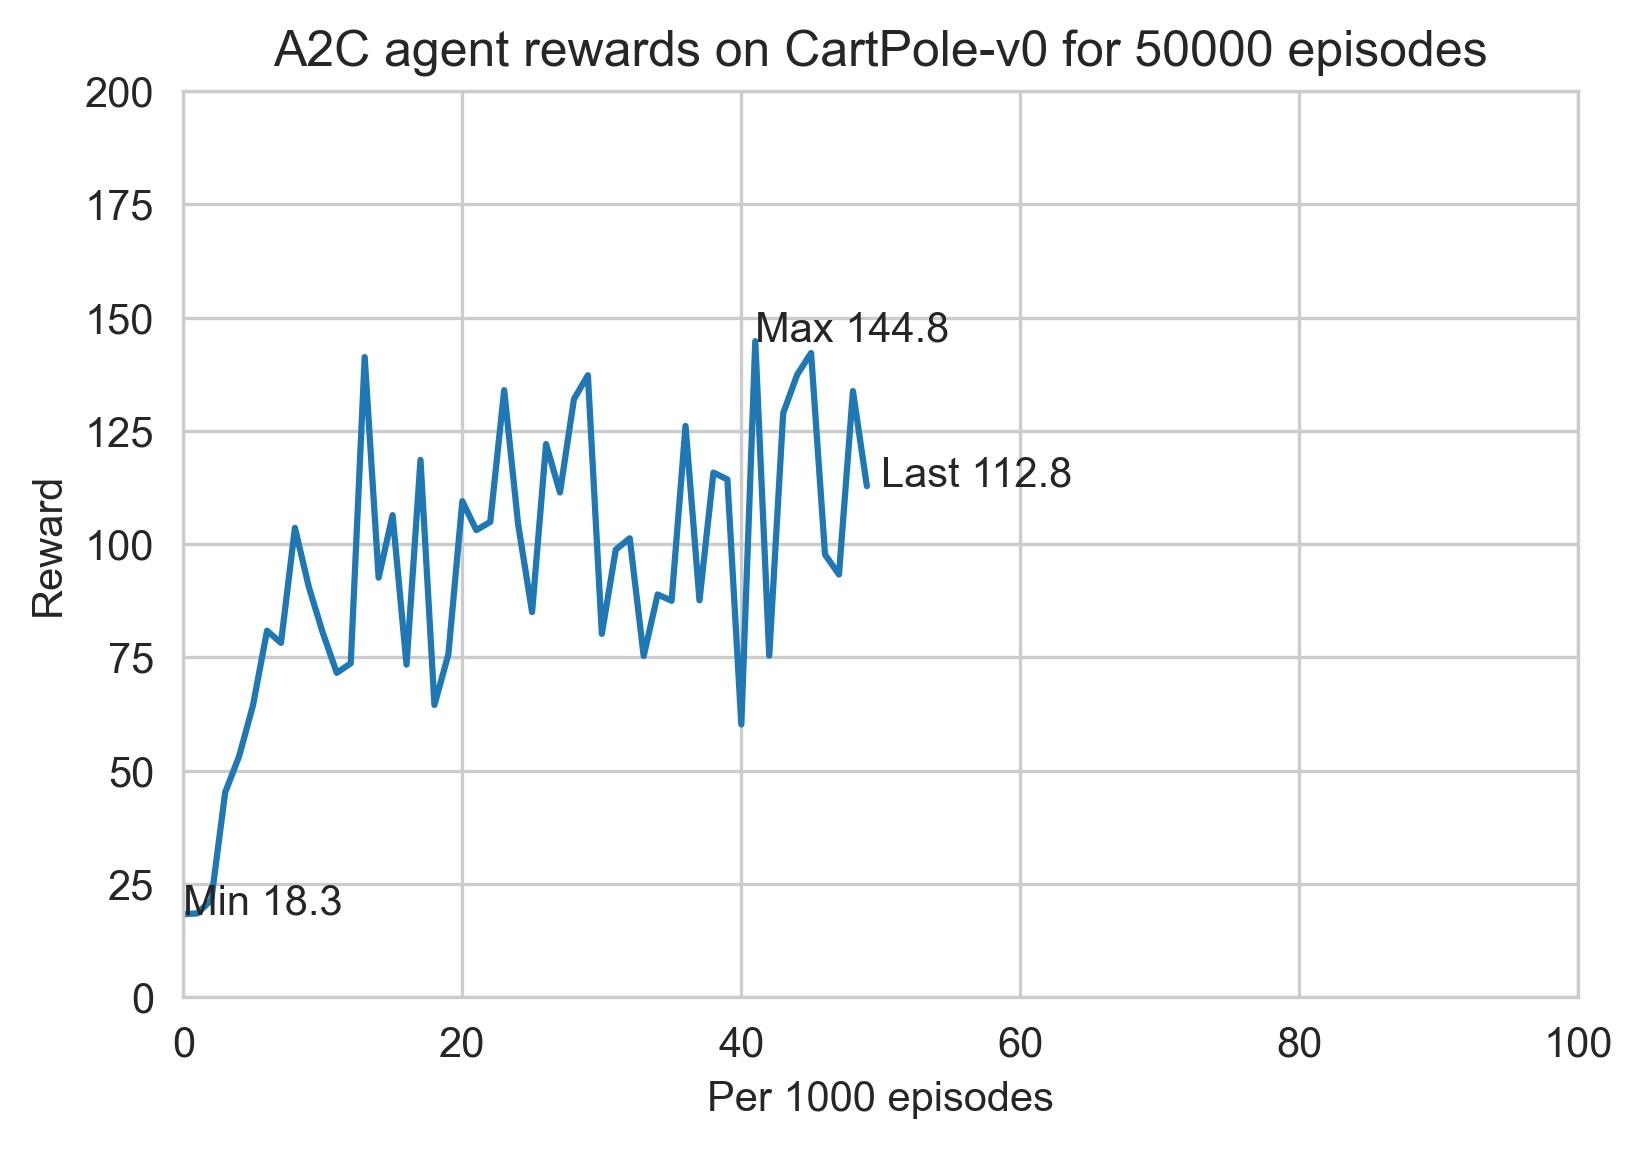 A2C agent rewards on CartPole-v0 for 50000 episodes
200
175
150
125
100
75
50
25
0
Reward
Max 144.8
Last 112.8
Min 18.3
0 20 40 60 80 100
Per 1000 episodes